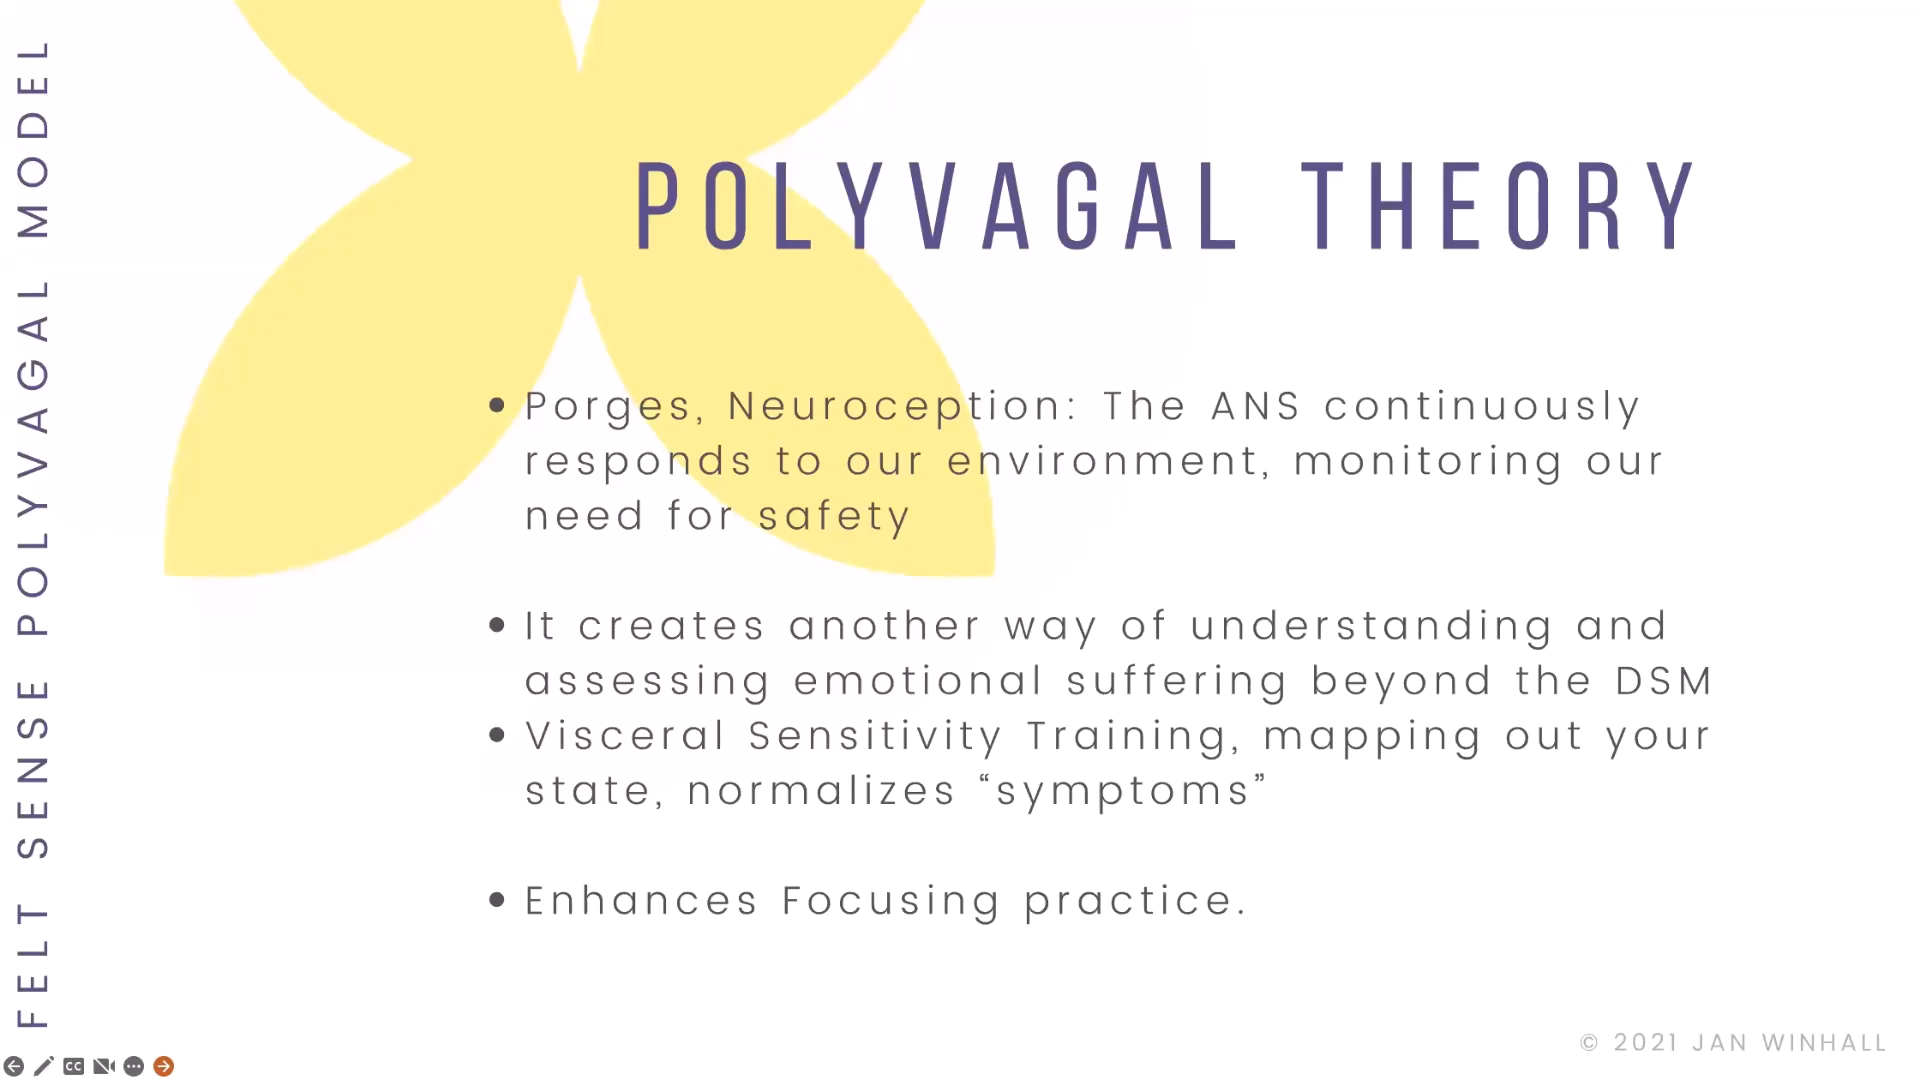 FELT SENSE POLYVAGAL MODEL
POLYVAGAL THEORY
• Porges, Neuroception: The ANS continuously
responds to our environment, monitoring our
need for safety
• It creates another way of understanding and
assessing emotional suffering beyond the DSM
• Visceral Sensitivity Training, mapping out your
state, normalizes “symptoms”
• Enhances Focusing practice.
© 2021 JAN WINHALL
CC